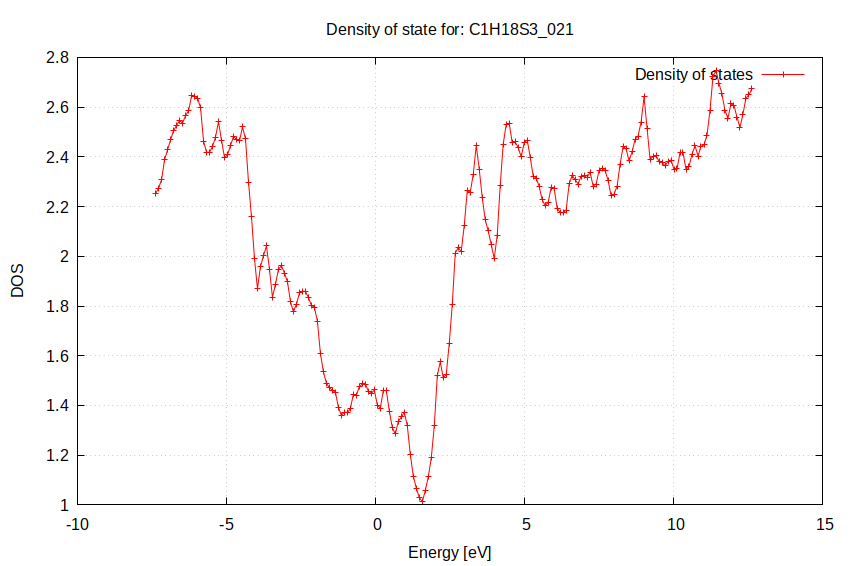 Density of state for: C1H18S3_021
Density of states
2.8
2.6
2.4
2.2
2
1.8
1.6
1.4
1.2
1
DOS
-10 -5 0 5 10 15
Energy [eV]